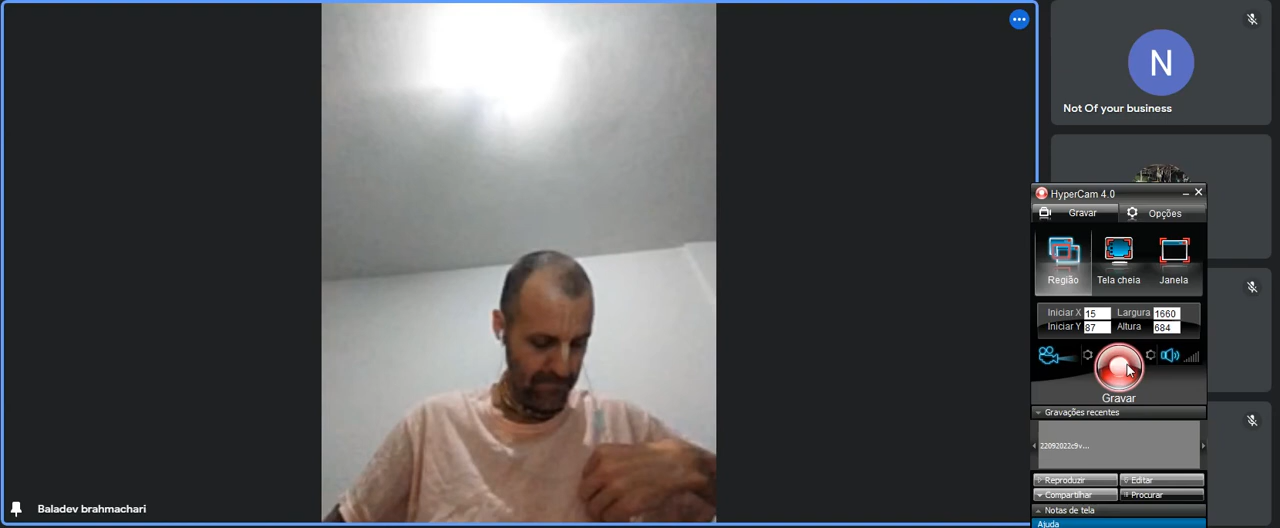 N
Not Of your business
HyperCam 4.0
Gravar
Opções
Região
Tela cheia
Janela
Iniciar X 15 Largura 1660
Iniciar Y 87 Altura 684
Gravar
Gravações recentes
22092022c9v...
Reproduzir
Editar
Compartilhar
Procurar
Notas de tela
Ajuda
Baladev brahmachari